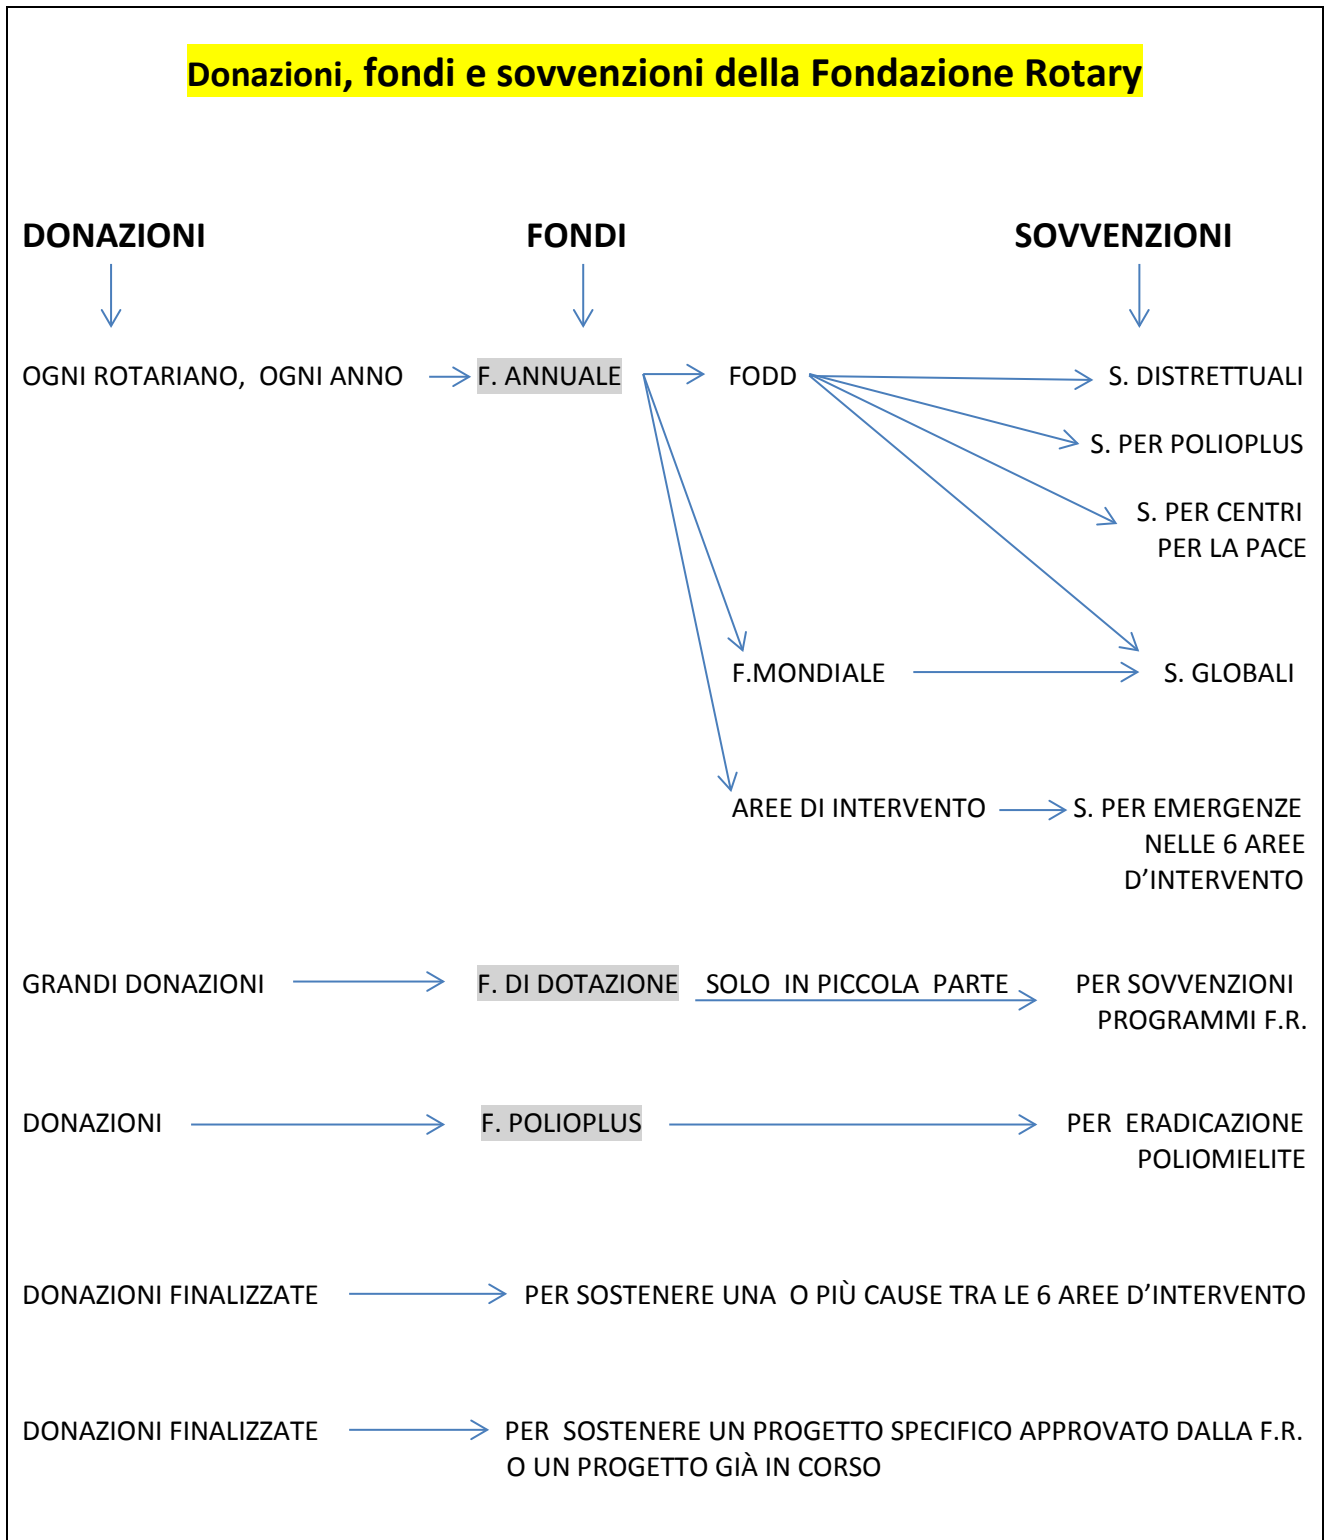 Donazioni, fondi e sovvenzioni della Fondazione Rotary
DONAZIONI FONDI SOVVENZIONI
OGNI ROTARIANO, OGNI ANNO F. ANNUALE FODD S. DISTRETTUALI
S. PER POLIOPLUS
S. PER CENTRI
PER LA PACE
F.MONDIALE S. GLOBALI
AREE DI INTERVENTO S. PER EMERGENZE
NELLE 6 AREE
D’INTERVENTO
GRANDI DONAZIONI F. DI DOTAZIONE SOLO IN PICCOLA PARTE PER SOVVENZIONI
PROGRAMMI F.R.
DONAZIONI F. POLIOPLUS PER ERADICAZIONE
POLIOMIELITE
DONAZIONI FINALIZZATE PER SOSTENERE UNA O PIÙ CAUSE TRA LE 6 AREE D’INTERVENTO
DONAZIONI FINALIZZATE PER SOSTENERE UN PROGETTO SPECIFICO APPROVATO DALLA F.R.
O UN PROGETTO GIÀ IN CORSO